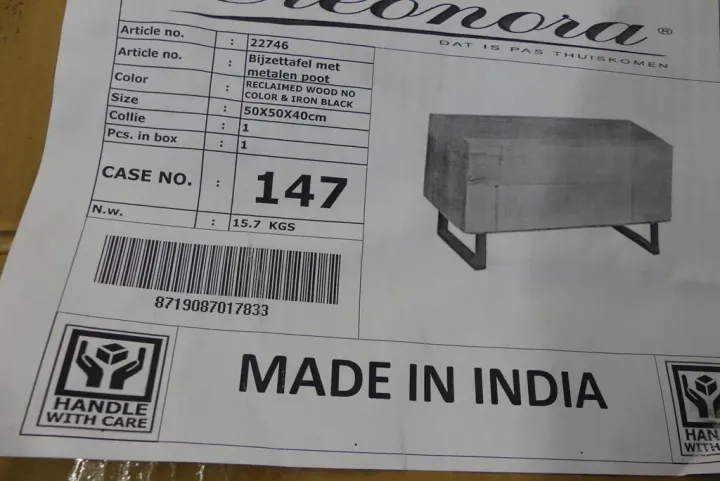 Eleonora®
DAT IS PAS THUISKOMEN
Article no. : 22746
Article no. : Bijzettafel met
metalen poot
Color : RECLAIMED WOOD NO
COLOR & IRON BLACK
Size : 50X50X40cm
Collie : 1
Pcs. in box : 1
CASE NO. : 147
N.w. : 15.7 KGS
8719087017833
HANDLE
WITH CARE
MADE IN INDIA
HAN
WITH